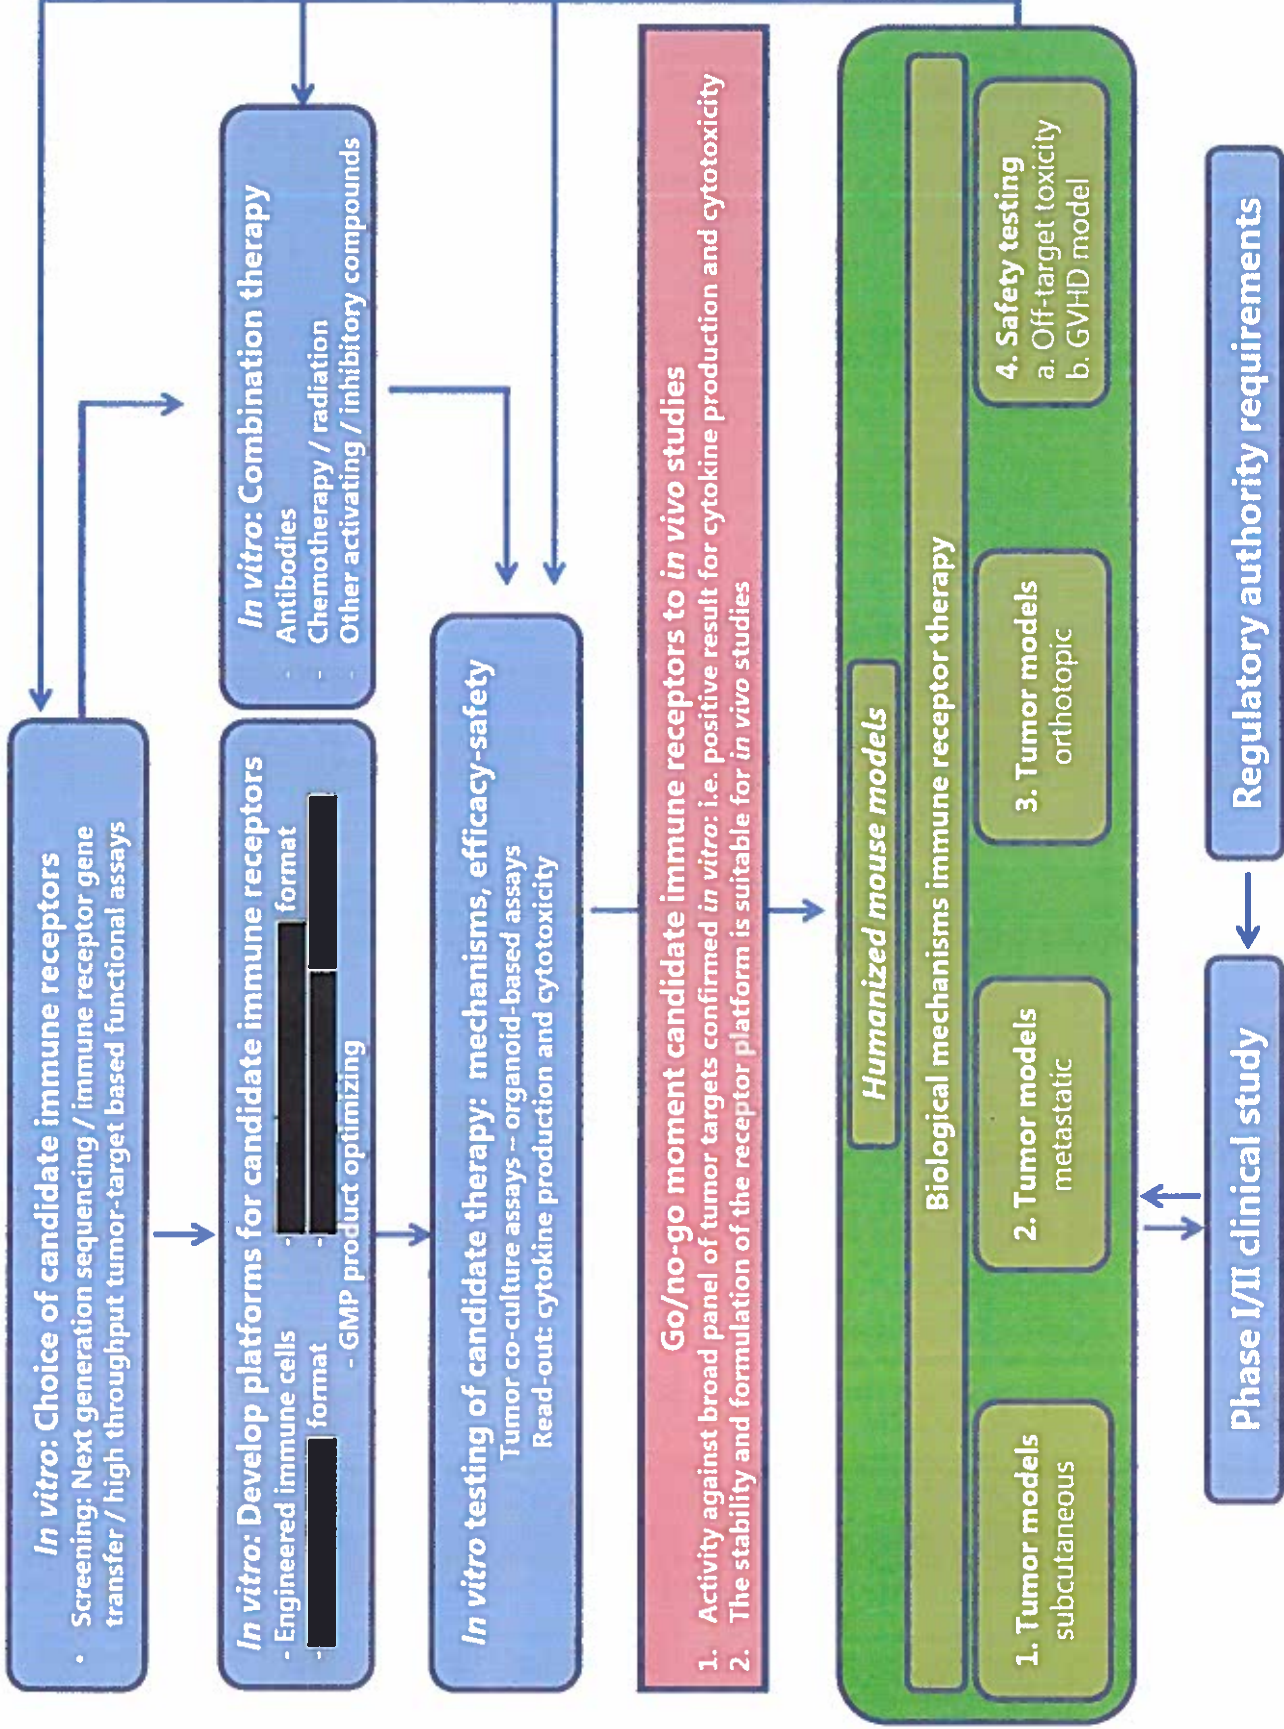 In vitro: Choice of candidate immune receptors
• Screening: Next generation sequencing / immune receptor gene
transfer / high throughput tumor-target based functional assays
In vitro: Develop platforms for candidate immune receptors
- Engineered immune cells
- format
- format
-
- GMP product optimizing
In vitro: Combination therapy
- Antibodies
- Chemotherapy / radiation
- Other activating / inhibitory compounds
In vitro testing of candidate therapy: mechanisms, efficacy-safety
Tumor co-culture assays – organoid-based assays
Read-out: cytokine production and cytotoxicity
Go/no-go moment candidate immune receptors to in vivo studies
1. Activity against broad panel of tumor targets confirmed in vitro: i.e. positive result for cytokine production and cytotoxicity
2. The stability and formulation of the receptor platform is suitable for in vivo studies
Humanized mouse models
Biological mechanisms immune receptor therapy
1. Tumor models
subcutaneous
2. Tumor models
metastatic
3. Tumor models
orthotopic
4. Safety testing
a. Off-target toxicity
b. GVHD model
Phase I/II clinical study
Regulatory authority requirements